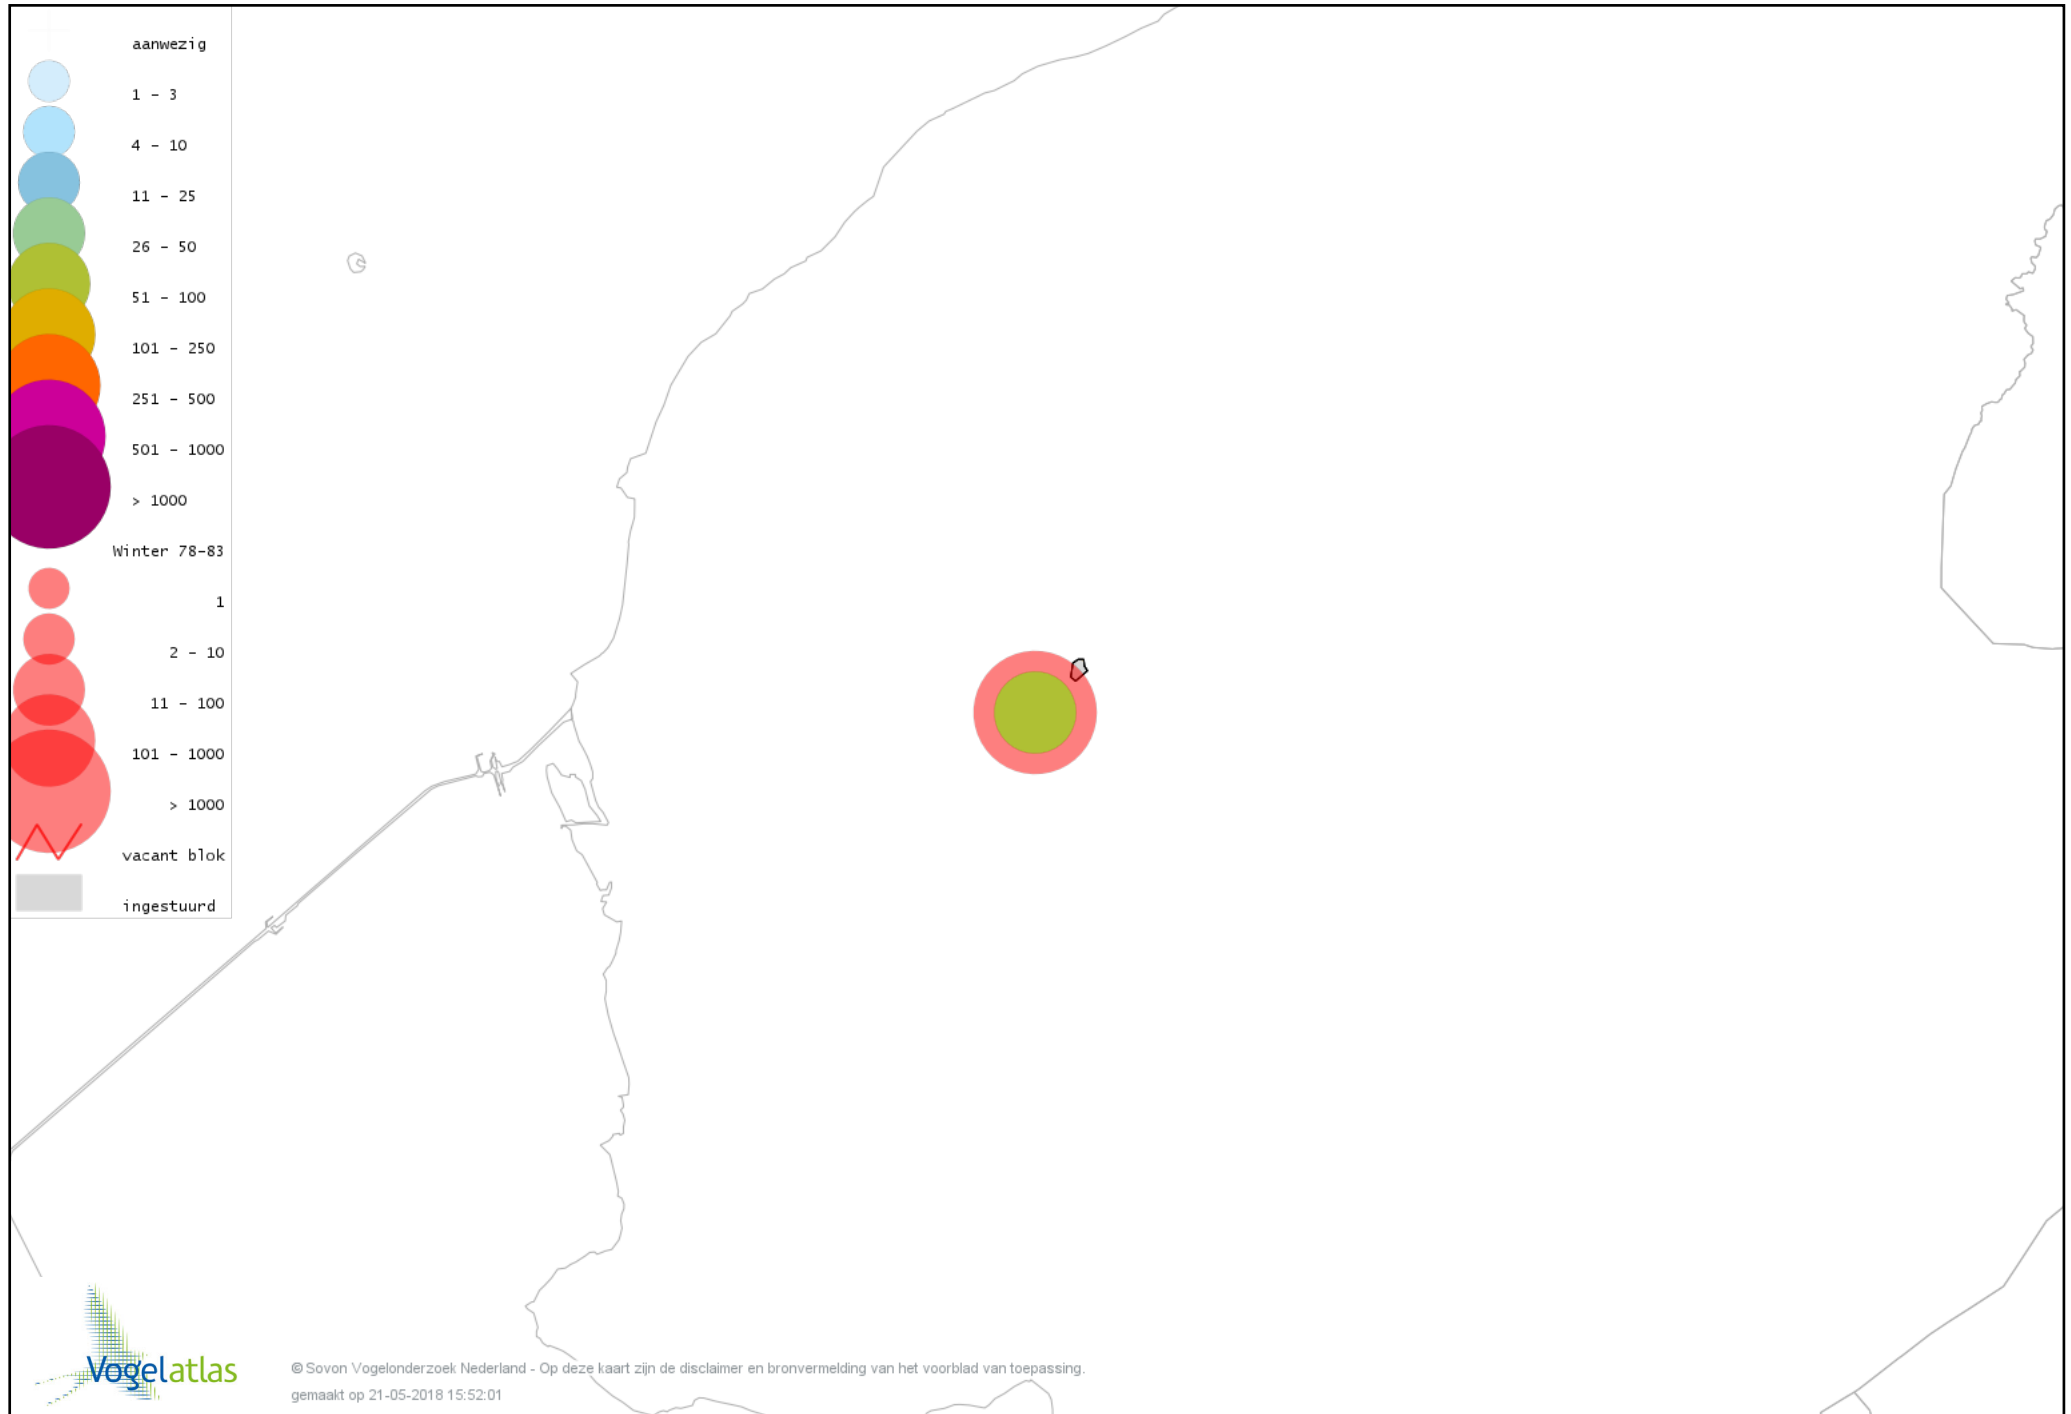 aanwezig
1 - 3
4 - 10
11 - 25
26 - 50
51 - 100
101 - 250
251 - 500
501 - 1000
> 1000
Winter 78-83
1
2 - 10
11 - 100
101 - 1000
> 1000
vacant blok
ingestuurd
Vogelatlas
© Sovon Vogelonderzoek Nederland - Op deze kaart zijn de disclaimer en bronvermelding van het voorblad van toepassing.
gemaakt op 21-05-2018 15:52:01